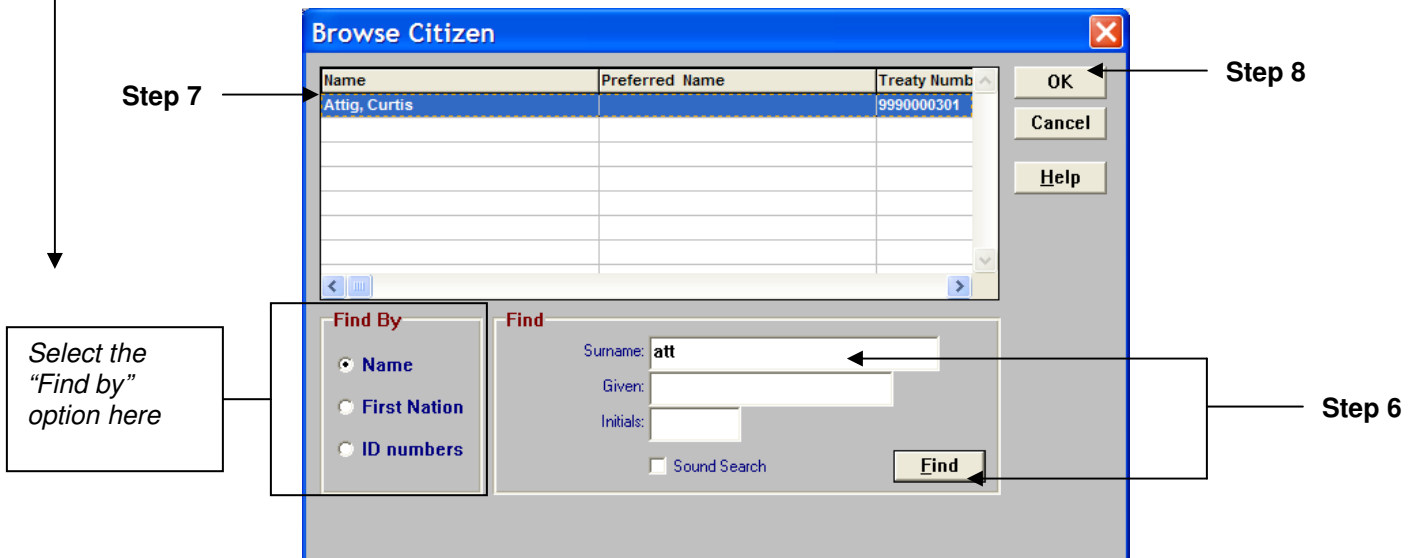 Browse Citizen
Name Preferred Name Treaty Numb
Attig, Curtis 9990000301
OK
Cancel
Help
Step 7
Step 8
Find By
Name
First Nation
ID numbers
Select the
"Find by"
option here
Find
Surname: att
Given:
Initials:
Sound Search
Find
Step 6